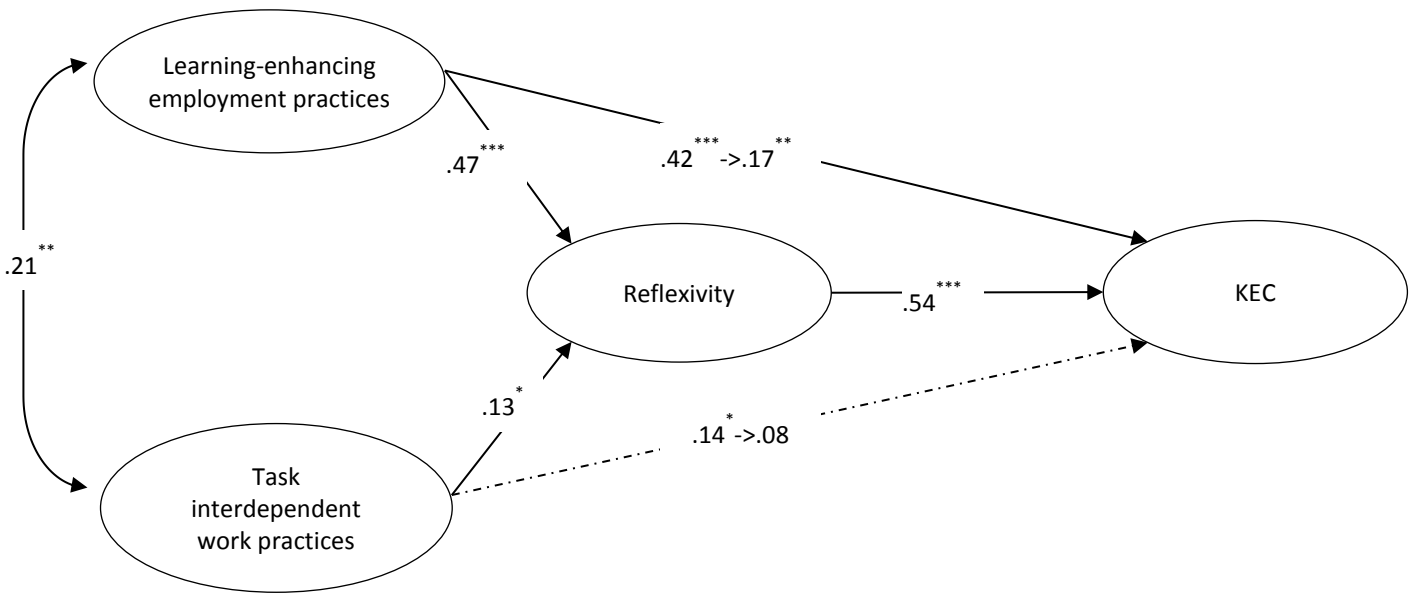 Learning-enhancing
employment practices
.47***
.42***->.17**
.21**
Reflexivity
.54***
KEC
.13*
.14*->.08
Task
interdependent
work practices